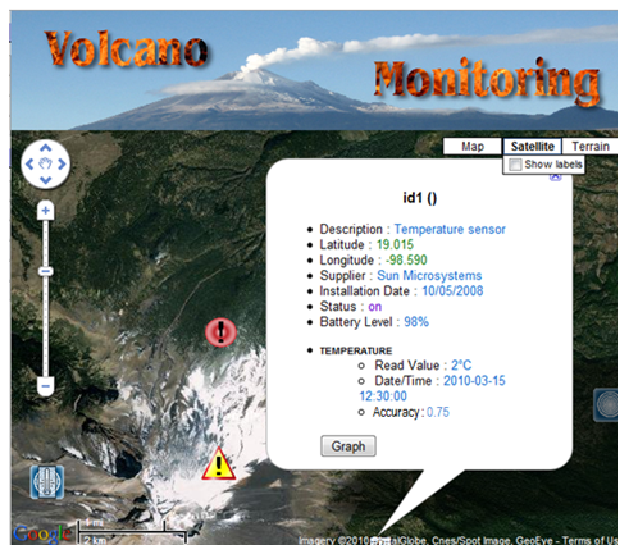 Volcano
Monitoring
Map Satellite Terrain
Show labels
id1 ()
Description : Temperature sensor
Latitude : 19.015
Longitude : -98.590
Supplier : Sun Microsystems
Installation Date : 10/05/2008
Status : on
Battery Level : 98%
TEMPERATURE
Read Value : 2°C
Date/Time : 2010-03-15
12:30:00
Accuracy: 0.75
Graph
Google
1 mi
2 km
Imagery ©2010 Cnes/Spot Image, GeoEye - Terms of Us